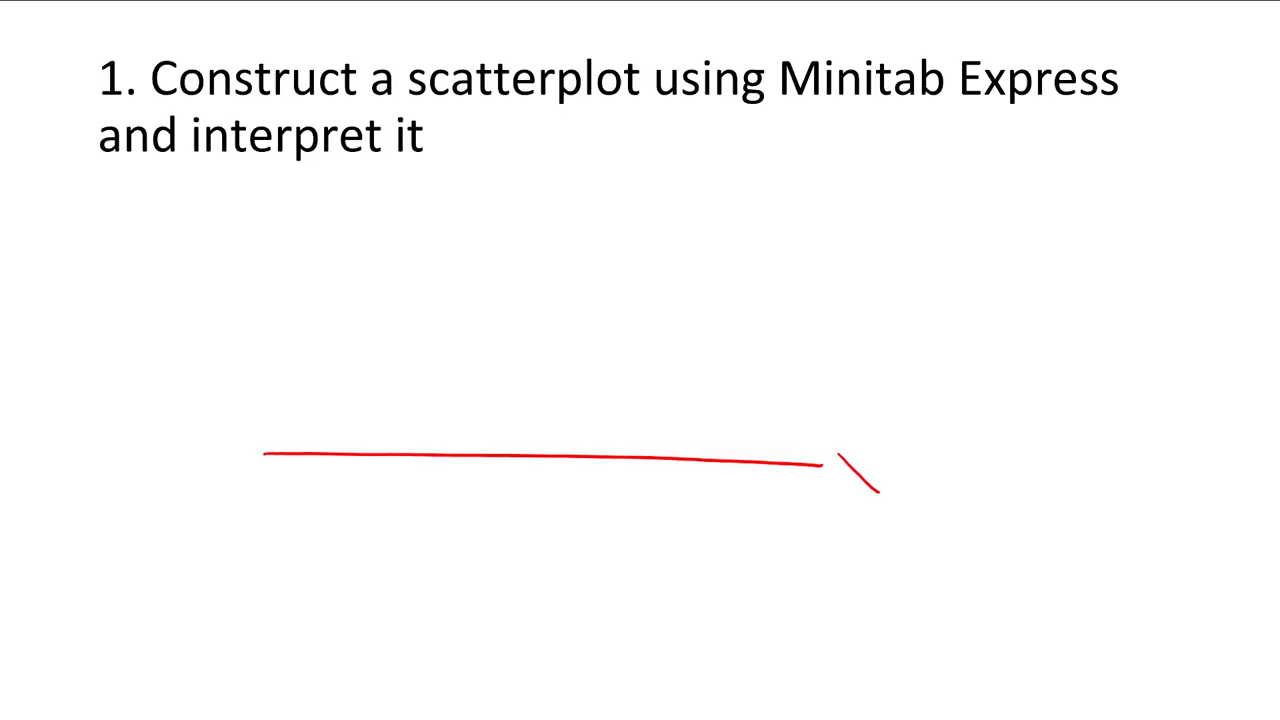 1. Construct a scatterplot using Minitab Express
and interpret it